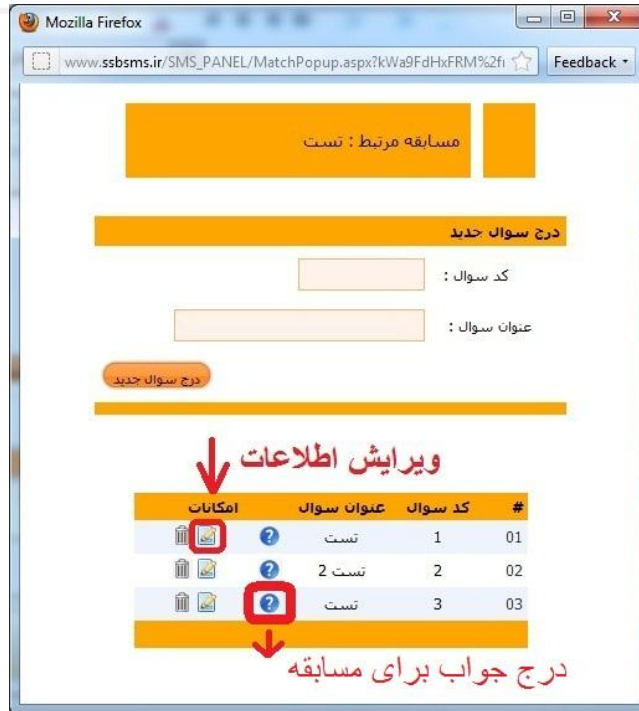 Mozilla Firefox
www.ssbsms.ir/SMS_PANEL/MatchPopup.aspx?kWa9FdHxFRM%2fı
Feedback
مسابقه مرتبط : تست
درج سوال جدید
کد سوال :
عنوان سوال :
درج سوال جدید
ویرایش اطلاعات
# کد سوال عنوان سوال امکانات
01 1 تست
02 2 تست 2
03 3 تست
درج جواب برای مسابقه